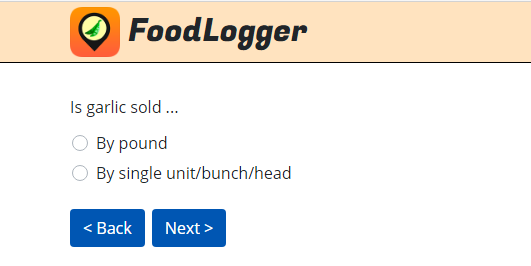 FoodLogger
Is garlic sold ...
By pound
By single unit/bunch/head
< Back Next >